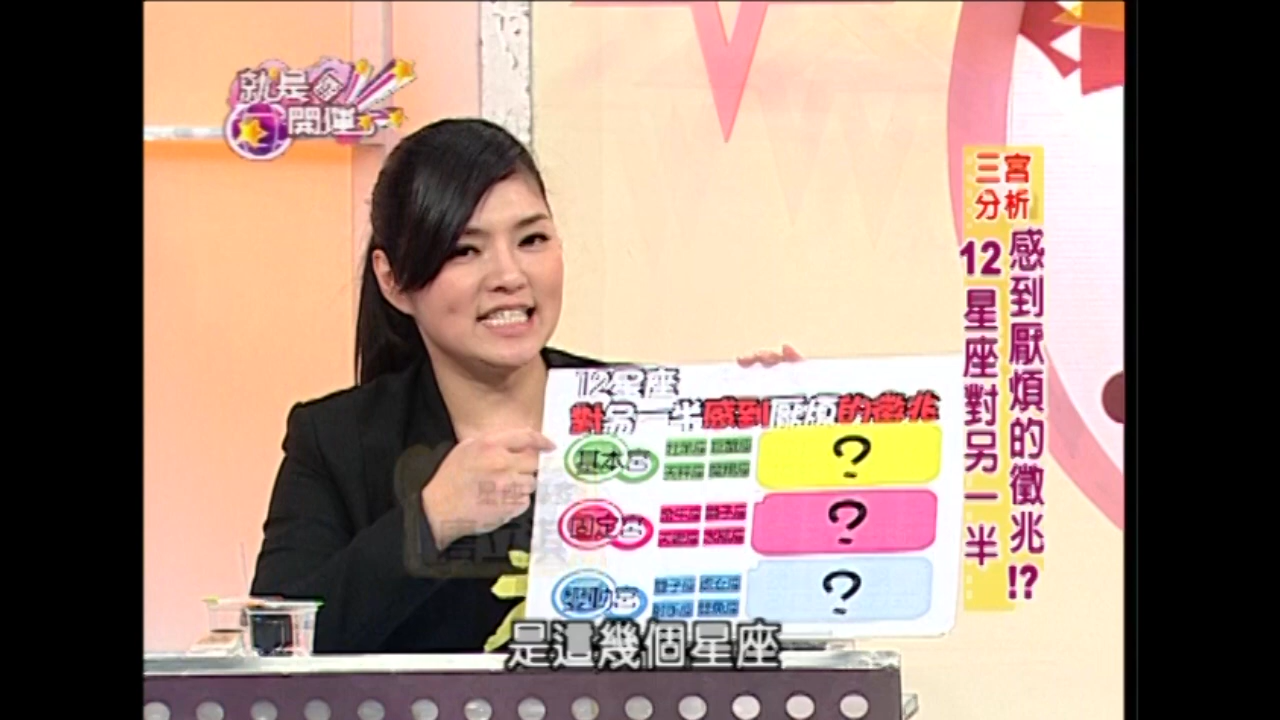 就是命
開運
三宮
分析
感到厭煩的徵兆!?
12星座對另一半
12星座
對另一半感到厭煩的徵兆
基本宮
牡羊座 巨蟹座
天秤座 魔羯座
?
固定宮
?
變動宮
雙子座 處女座
射手座 雙魚座
?
是這幾個星座